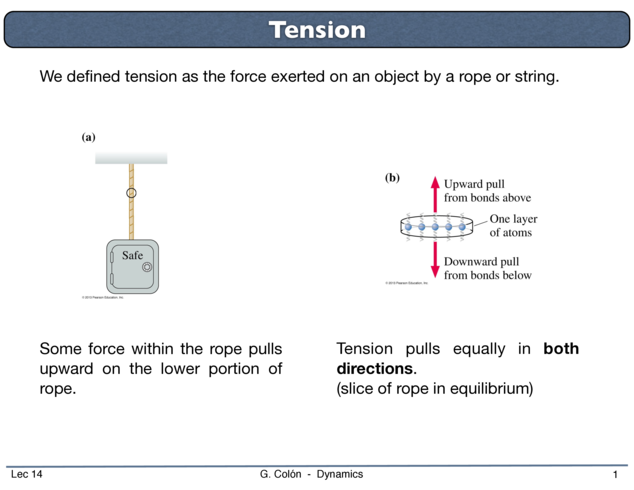 Tension
We defined tension as the force exerted on an object by a rope or string.
(a)
Safe
© 2010 Pearson Education, Inc.
(b)
Upward pull
from bonds above
One layer
of atoms
Downward pull
from bonds below
© 2010 Pearson Education, Inc.
Some force within the rope pulls
upward on the lower portion of
rope.
Tension pulls equally in both
directions.
(slice of rope in equilibrium)
Lec 14
G. Colón - Dynamics
1